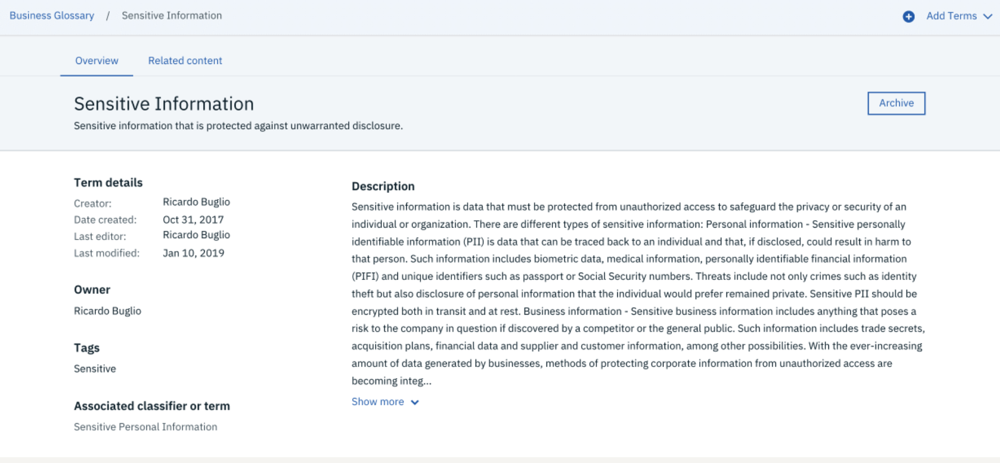 Business Glossary / Sensitive Information
Add Terms
Overview
Related content
Sensitive Information
Archive
Sensitive information that is protected against unwarranted disclosure.
Term details
Creator: Ricardo Buglio
Date created: Oct 31, 2017
Last editor: Ricardo Buglio
Last modified: Jan 10, 2019
Owner
Ricardo Buglio
Tags
Sensitive
Associated classifier or term
Sensitive Personal Information
Description
Sensitive information is data that must be protected from unauthorized access to safeguard the privacy or security of an
individual or organization. There are different types of sensitive information: Personal information - Sensitive personally
identifiable information (PII) is data that can be traced back to an individual and that, if disclosed, could result in harm to
that person. Such information includes biometric data, medical information, personally identifiable financial information
(PIFI) and unique identifiers such as passport or Social Security numbers. Threats include not only crimes such as identity
theft but also disclosure of personal information that the individual would prefer remained private. Sensitive PII should be
encrypted both in transit and at rest. Business information - Sensitive business information includes anything that poses a
risk to the company in question if discovered by a competitor or the general public. Such information includes trade secrets,
acquisition plans, financial data and supplier and customer information, among other possibilities. With the ever-increasing
amount of data generated by businesses, methods of protecting corporate information from unauthorized access are
becoming integ...
Show more